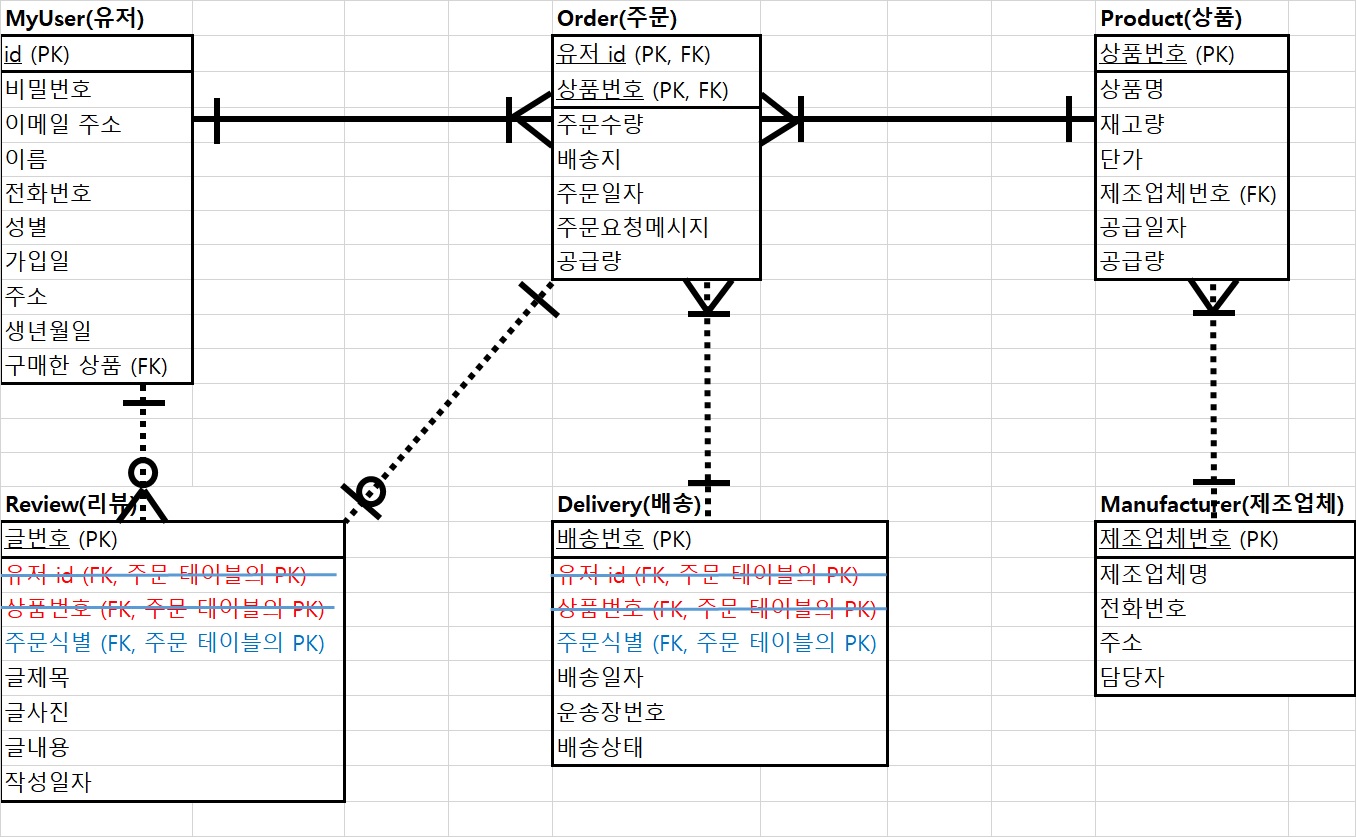 MyUser(유저)
id (PK)
비밀번호
이메일 주소
이름
전화번호
성별
가입일
주소
생년월일
구매한 상품 (FK)
Order(주문)
유저 id (PK, FK)
상품번호 (PK, FK)
주문수량
배송지
주문일자
주문요청메시지
공급량
Product(상품)
상품번호 (PK)
상품명
재고량
단가
제조업체번호 (FK)
공급일자
공급량
Review(리뷰)
글번호 (PK)
유저 id (FK, 주문 테이블의 PK)
상품번호 (FK, 주문 테이블의 PK)
주문식별 (FK, 주문 테이블의 PK)
글제목
글사진
글내용
작성일자
Delivery(배송)
배송번호 (PK)
유저 id (FK, 주문 테이블의 PK)
상품번호 (FK, 주문 테이블의 PK)
주문식별 (FK, 주문 테이블의 PK)
배송일자
운송장번호
배송상태
Manufacturer(제조업체)
제조업체번호 (PK)
제조업체명
전화번호
주소
담당자